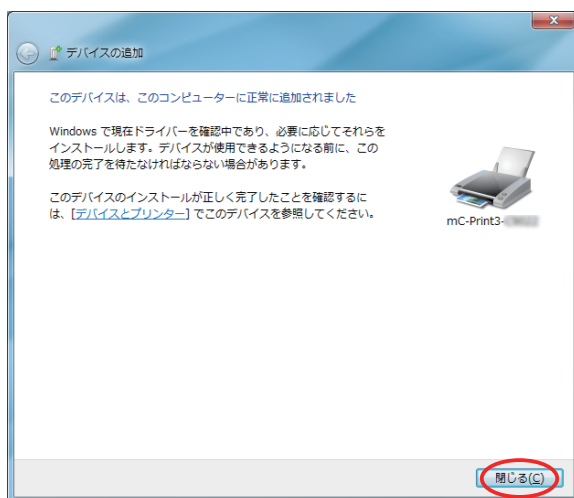 デバイスの追加
このデバイスは、このコンピューターに正常に追加されました
Windows で現在ドライバーを確認中であり、必要に応じてそれらを
インストールします。デバイスが使用できるようになる前に、この
処理の完了を待たなければならない場合があります。
このデバイスのインストールが正しく完了したことを確認するに
は、[デバイスとプリンター] でこのデバイスを参照してください。
mC-Print3-
閉じる(C)